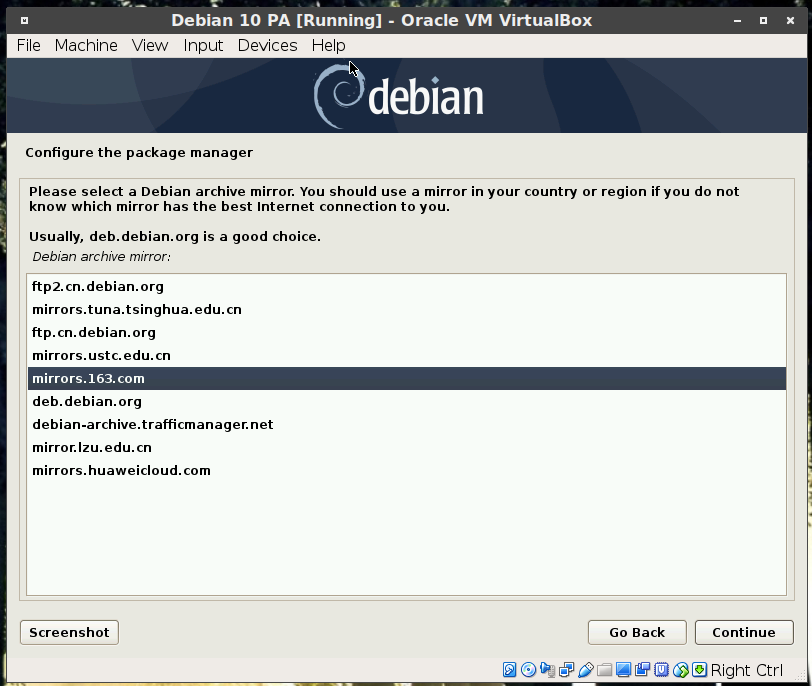 Debian 10 PA [Running] - Oracle VM VirtualBox
File Machine View Input Devices Help
debian
Configure the package manager
Please select a Debian archive mirror. You should use a mirror in your country or region if you do not
know which mirror has the best Internet connection to you.
Usually, deb.debian.org is a good choice.
Debian archive mirror:
ftp2.cn.debian.org
mirrors.tuna.tsinghua.edu.cn
ftp.cn.debian.org
mirrors.ustc.edu.cn
mirrors.163.com
deb.debian.org
debian-archive.trafficmanager.net
mirror.lzu.edu.cn
mirrors.huaweicloud.com
Screenshot Go Back Continue
Right Ctrl